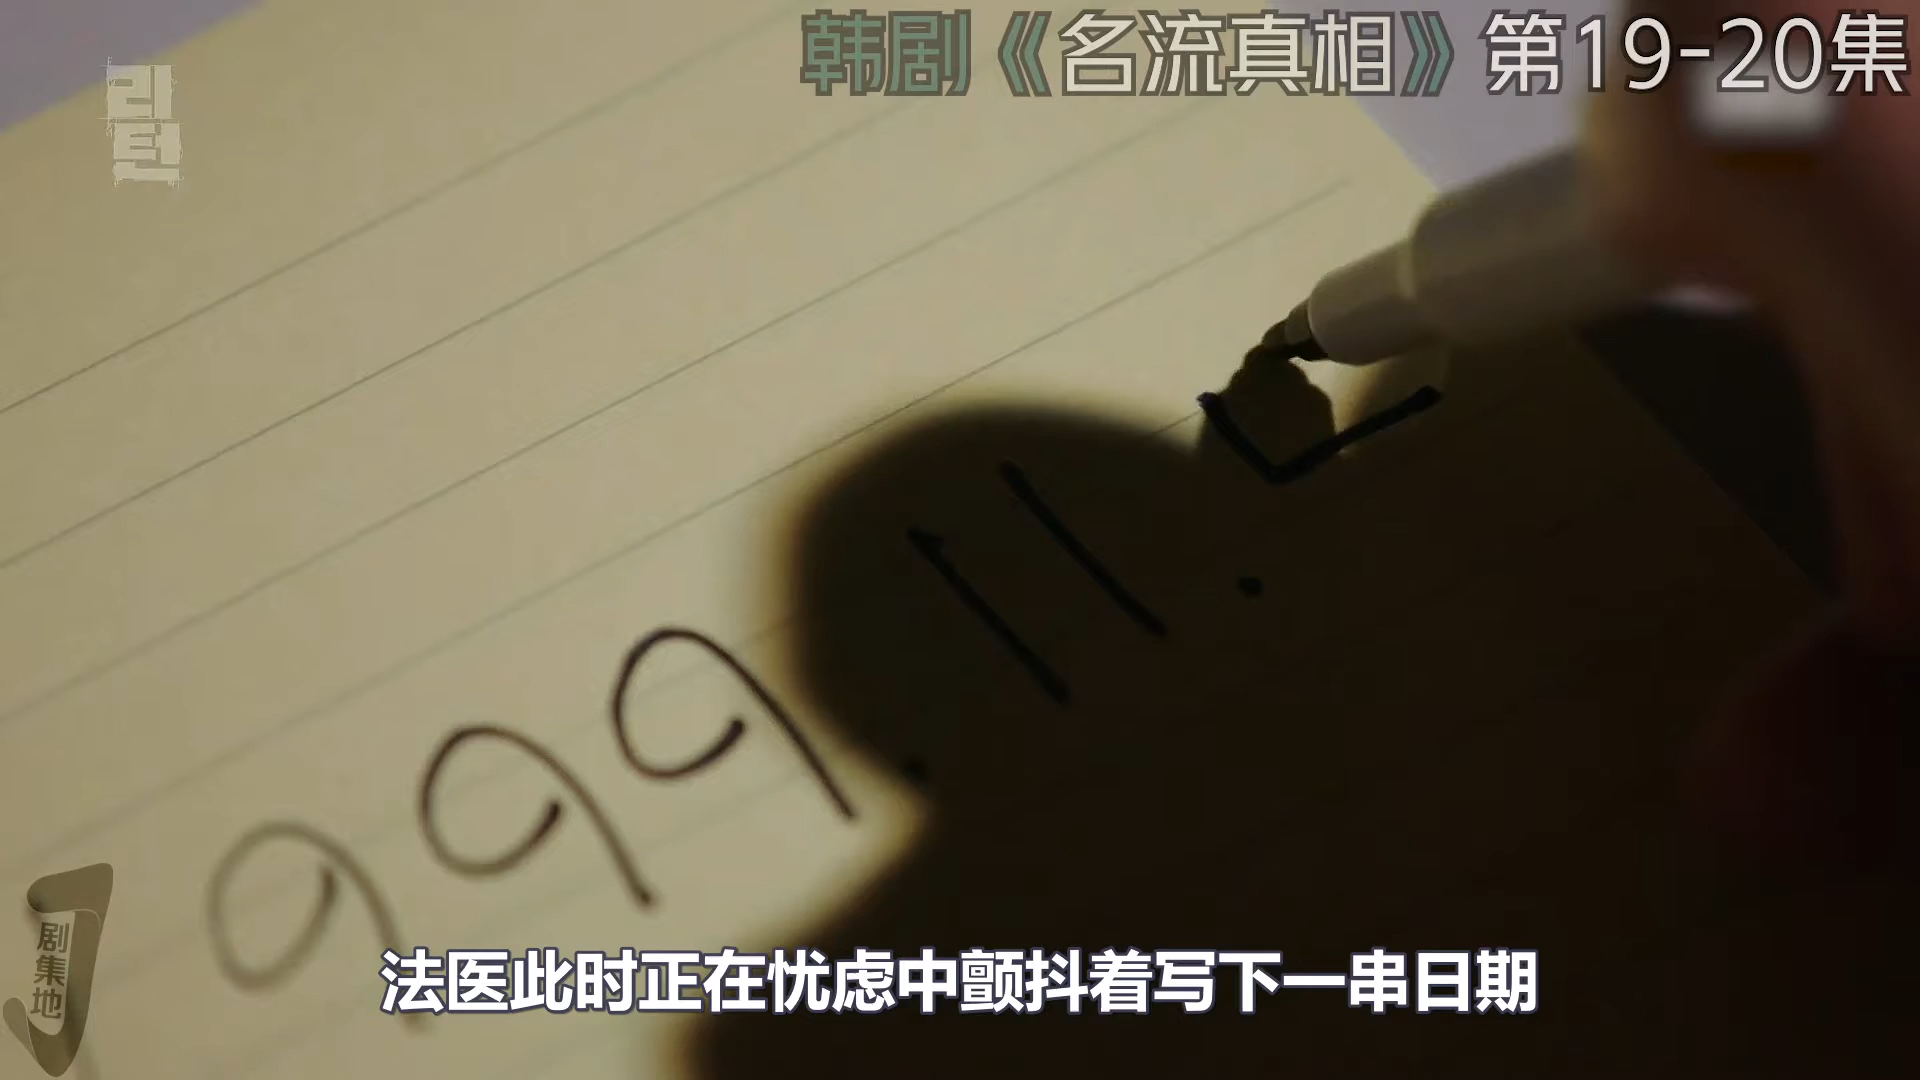 韩剧《名流真相》第19-20集
리턴
999.11.
剧集地
法医此时正在忧虑中颤抖着写下一串日期